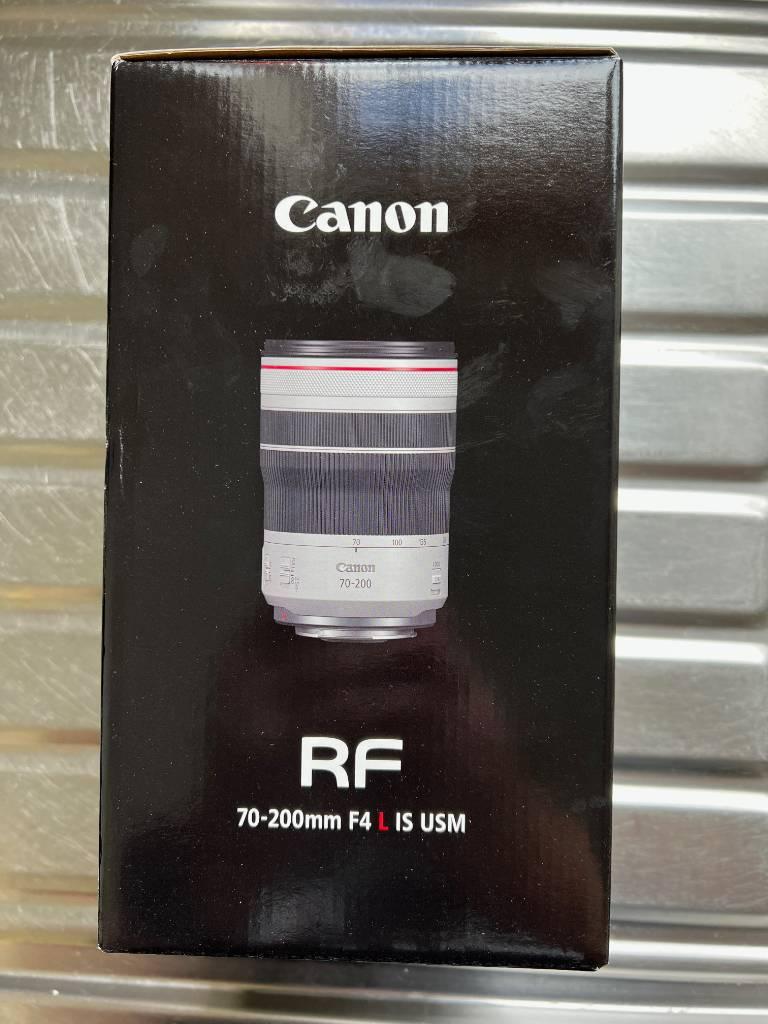 Canon
70 100 135
Canon
70-200
RF
70-200mm F4 L IS USM